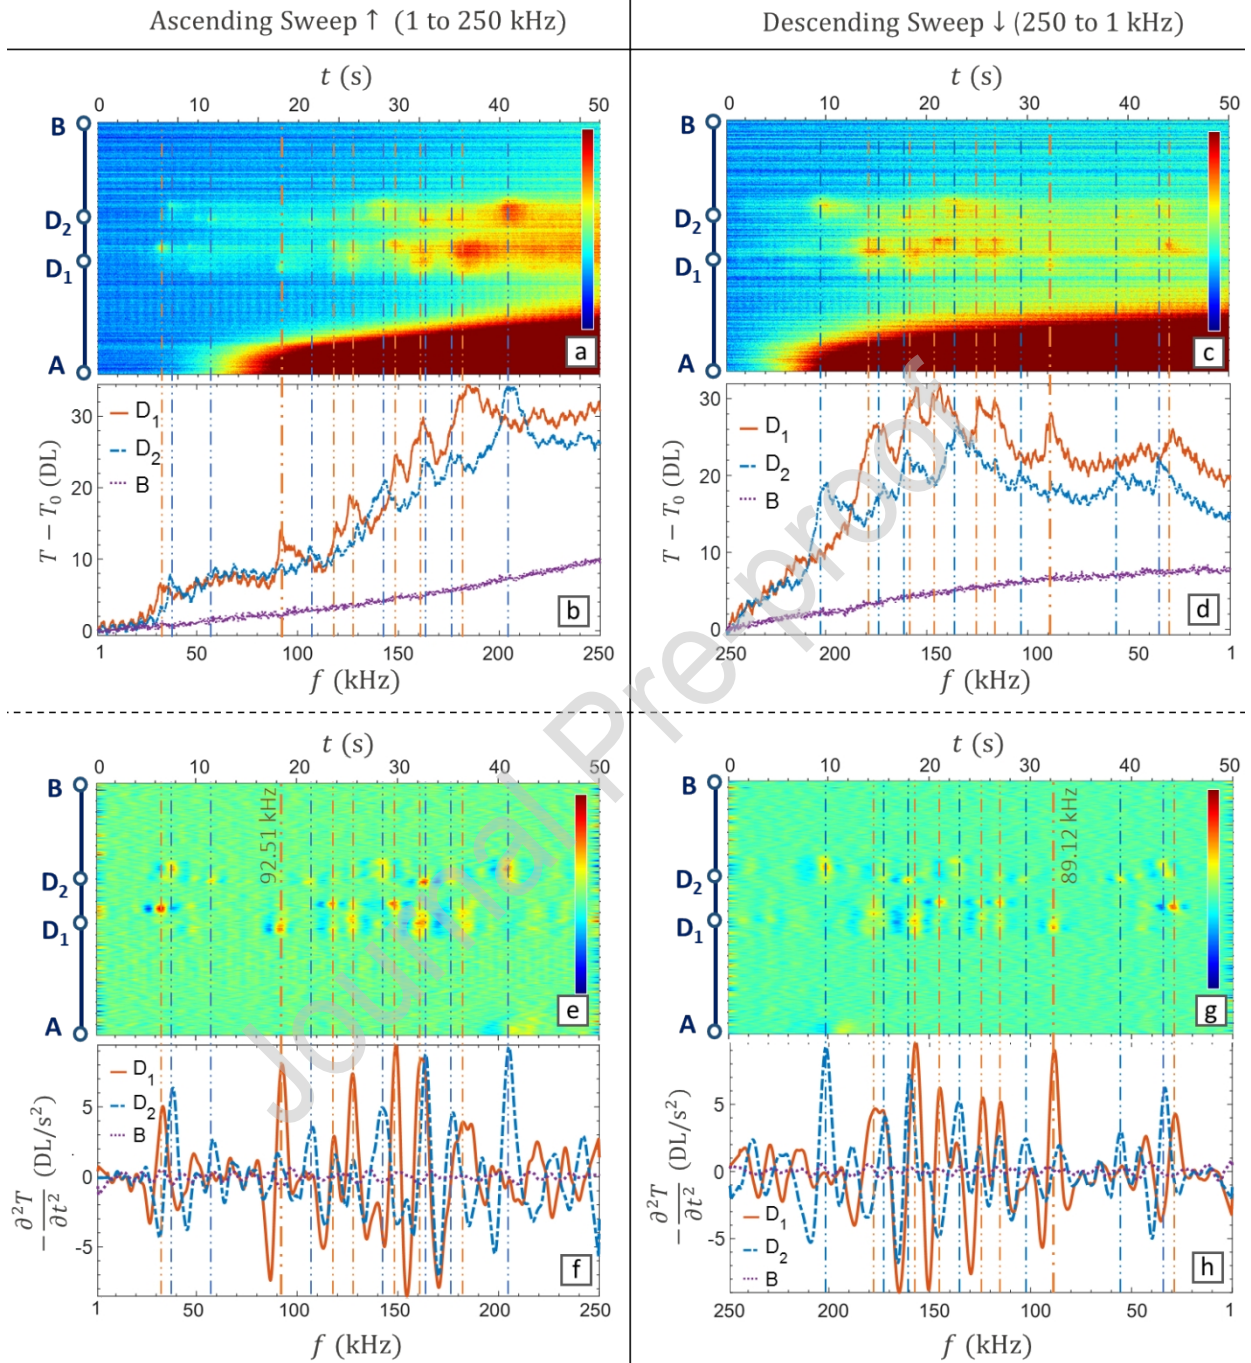 Ascending Sweep ↑ (1 to 250 kHz)
Descending Sweep ↓ (250 to 1 kHz)
t (s)
0 10 20 30 40 50
B
D₂
D₁
A
a
30
20
10
0
T − T₀ (DL)
D₁
D₂
B
b
1 50 100 150 200 250
f (kHz)
t (s)
0 10 20 30 40 50
B
D₂
D₁
A
c
30
20
10
0
T − T₀ (DL)
D₁
D₂
B
d
250 200 150 100 50 1
f (kHz)
t (s)
0 10 20 30 40 50
B
D₂
D₁
A
92.51 kHz
e
5
0
-5
−∂²T/∂t² (DL/s²)
D₁
D₂
B
f
1 50 100 150 200 250
f (kHz)
t (s)
50 0 10 20 30 40 50
B
D₂
D₁
A
89.12 kHz
g
5
0
-5
−∂²T/∂t² (DL/s²)
D₁
D₂
B
h
250 200 150 100 50 1
f (kHz)
Journal Pre-proof